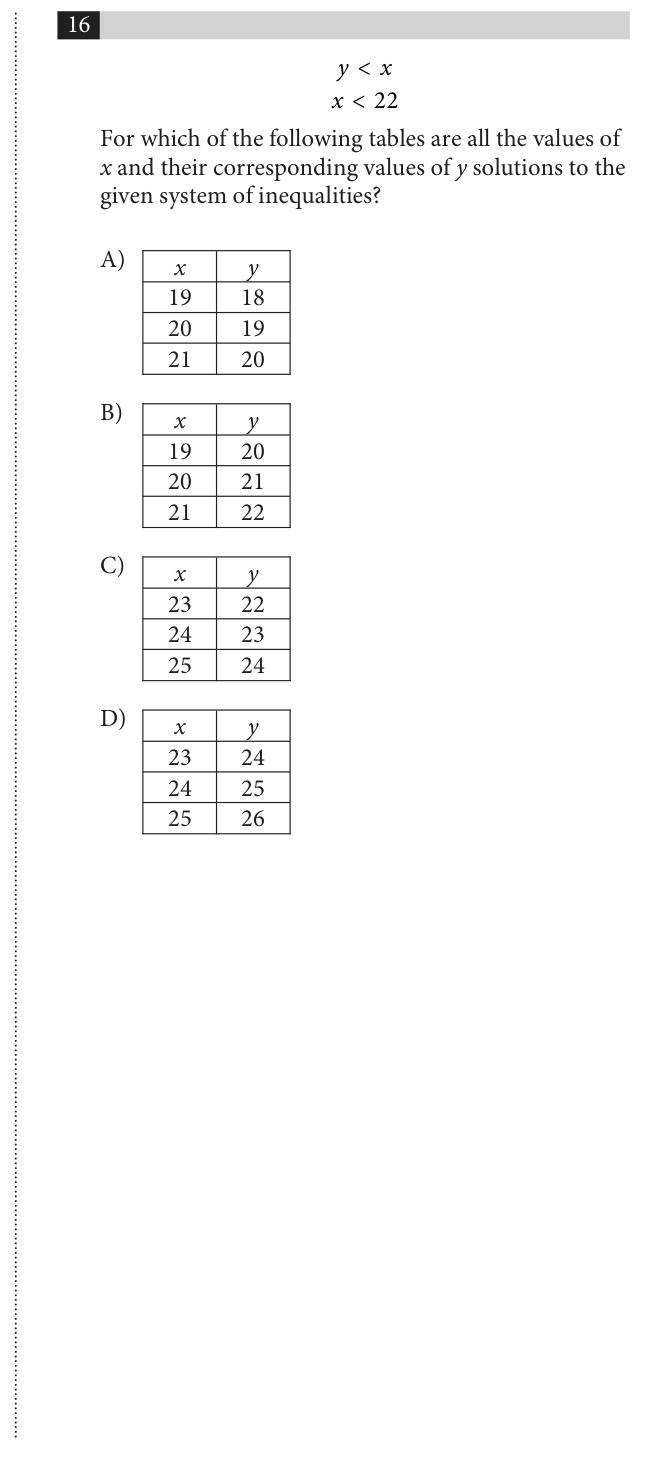 16
y < x
x < 22
For which of the following tables are all the values of
x and their corresponding values of y solutions to the
given system of inequalities?
A)
x y
19 18
20 19
21 20
B)
x y
19 20
20 21
21 22
C)
x y
23 22
24 23
25 24
D)
x y
23 24
24 25
25 26